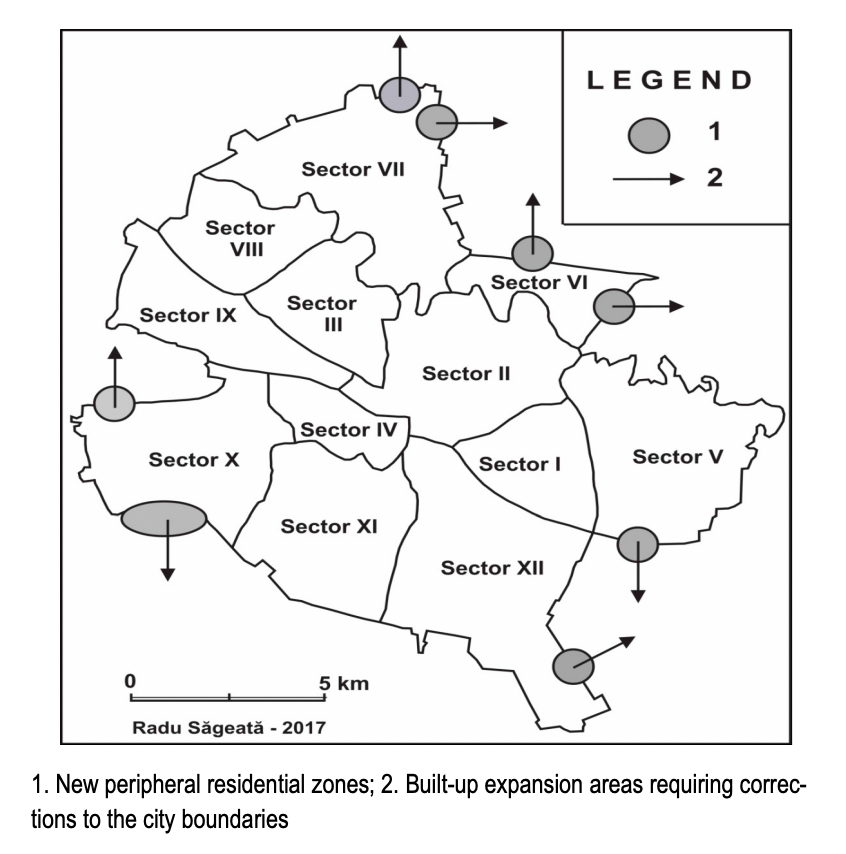 LEGEND
1
2
Sector VII
Sector
VIII
Sector VI
Sector IX
Sector
III
Sector II
Sector IV
Sector X
Sector I
Sector V
Sector XI
Sector XII
0 5 km
Radu Săgeată - 2017
1. New peripheral residential zones; 2. Built-up expansion areas requiring correc-
tions to the city boundaries